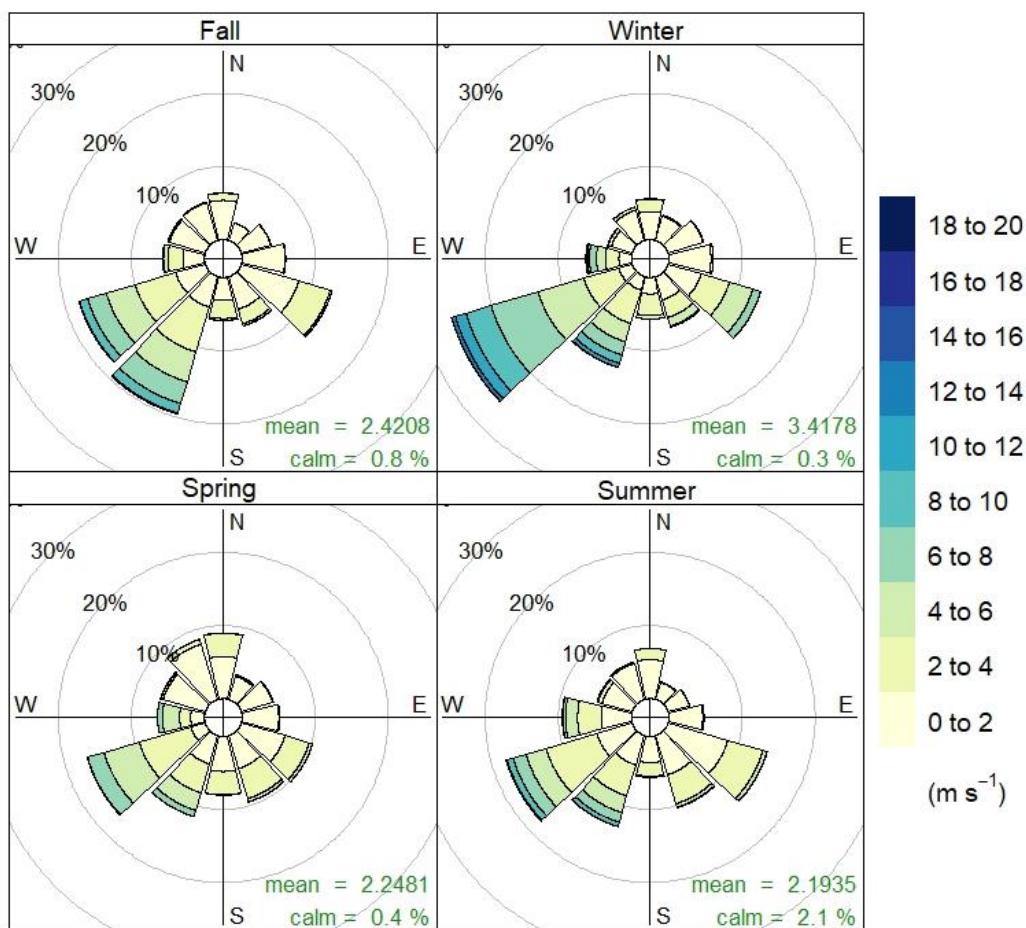 Fall
N
30%
20%
10%
W
E
mean = 2.4208
calm = 0.8 %
S
Winter
N
30%
20%
10%
W
E
mean = 3.4178
calm = 0.3 %
S
Spring
N
30%
20%
10%
W
E
mean = 2.2481
calm = 0.4 %
S
Summer
N
30%
20%
10%
W
E
mean = 2.1935
calm = 2.1 %
S
18 to 20
16 to 18
14 to 16
12 to 14
10 to 12
8 to 10
6 to 8
4 to 6
2 to 4
0 to 2
(m s⁻¹)